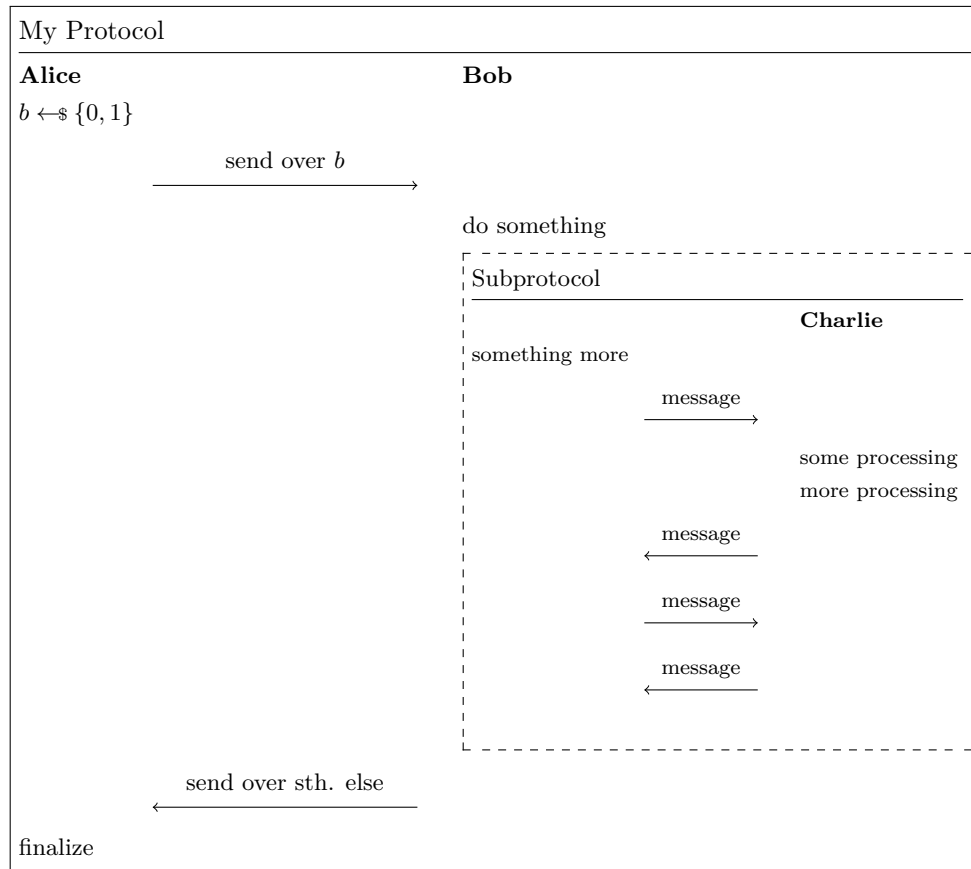 My Protocol
Alice Bob
b ←$ {0, 1}
send over b
do something
Subprotocol
Charlie
something more
message
some processing
more processing
message
message
message
send over sth. else
finalize